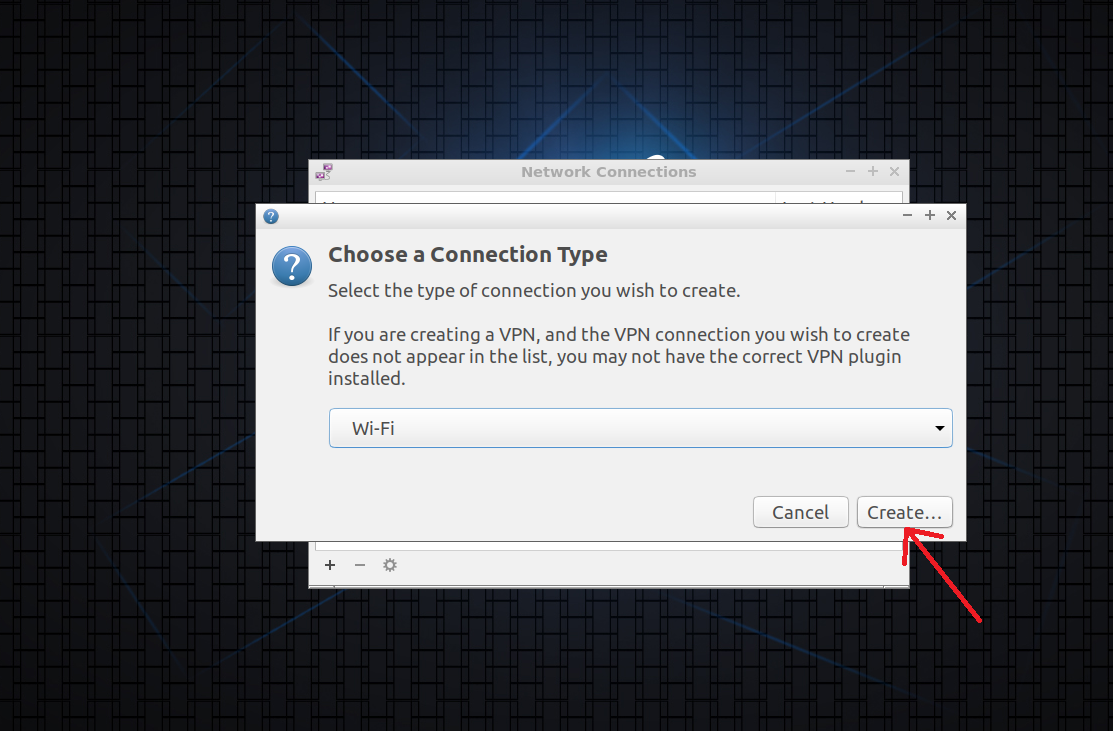 Network Connections
Choose a Connection Type
Select the type of connection you wish to create.
If you are creating a VPN, and the VPN connection you wish to create
does not appear in the list, you may not have the correct VPN plugin
installed.
Wi-Fi
Cancel
Create...